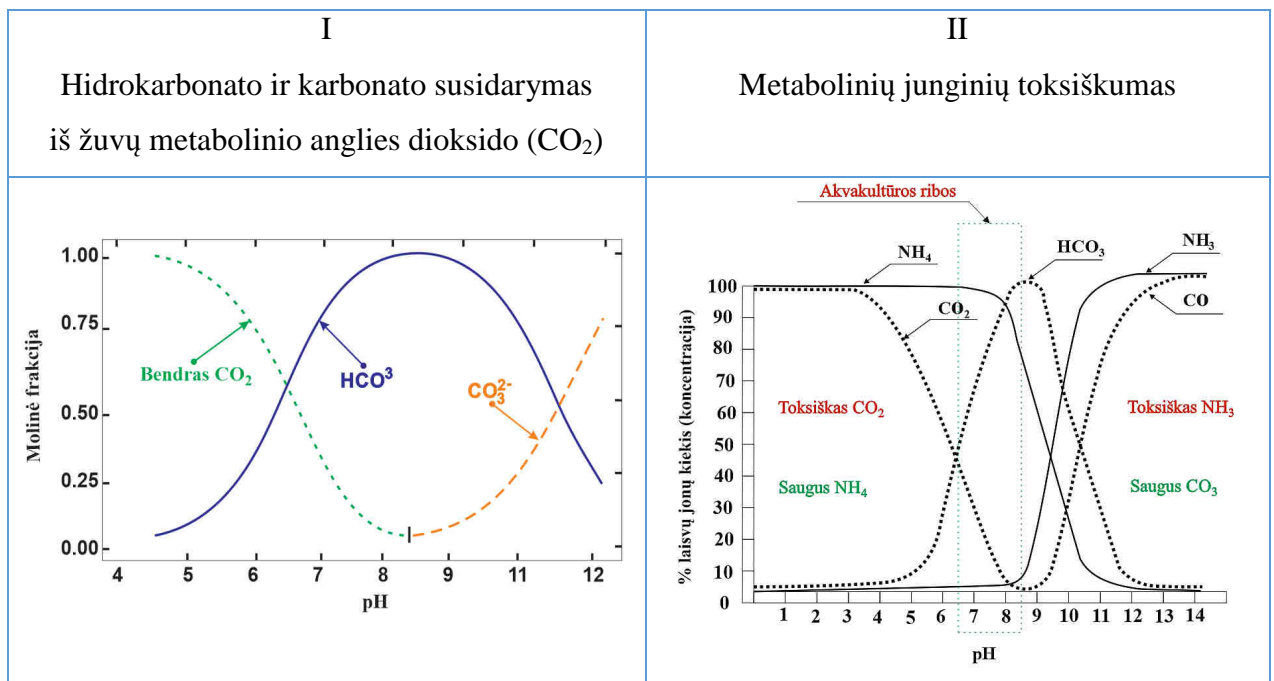 I
Hidrokarbonato ir karbonato susidarymas
iš žuvų metabolinio anglies dioksido (CO₂)
II
Metabolinių junginių toksiškumas
Molinė frakcija
1.00
0.75
0.50
0.25
0.00
Bendras CO₂
HCO³
CO₃²⁻
4 5 6 7 8 9 11 12
pH
Akvakultūros ribos
NH₄
HCO₃
NH₃
CO₂
CO
% laisvų jonų kiekis (koncentracija)
100
90
80
70
60
50
40
30
20
10
0
Toksiškas CO₂
Toksiškas NH₃
Saugus NH₄
Saugus CO₃
1 2 3 4 5 6 7 8 9 10 11 12 13 14
pH